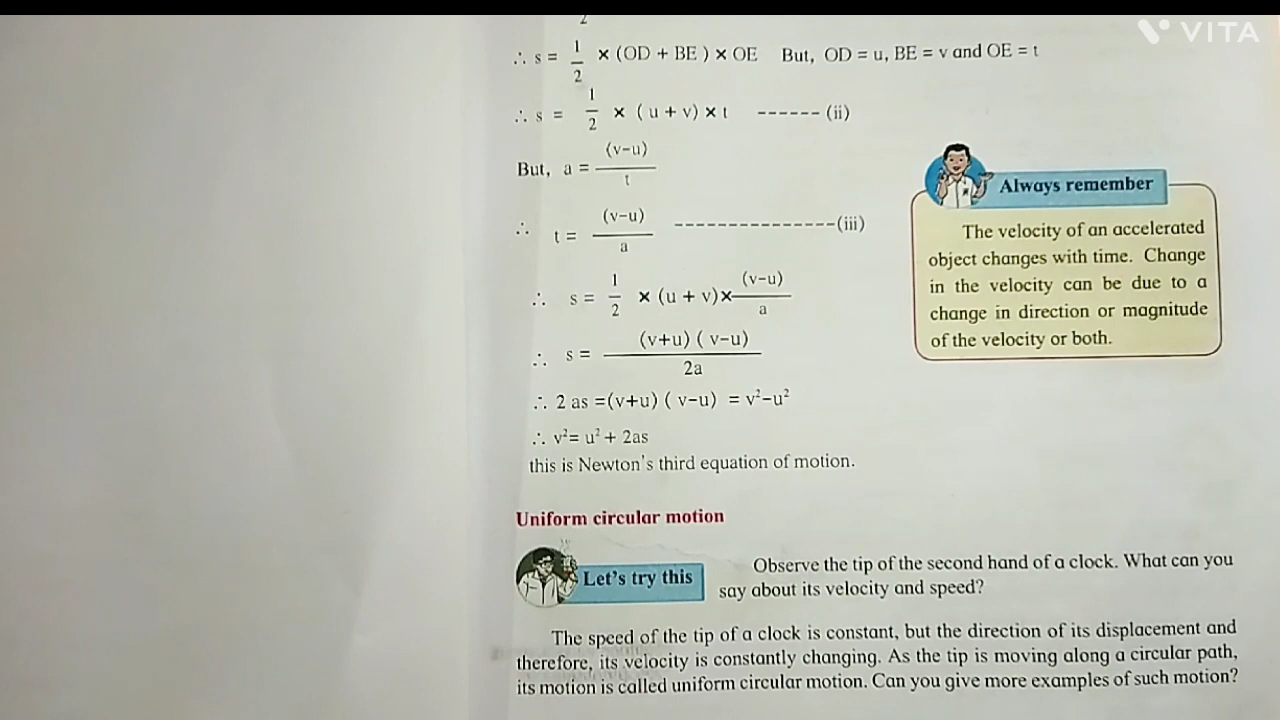 VITA
2
∴ s = 1/2 × (OD + BE ) × OE But, OD = u, BE = v and OE = t
∴ s = 1/2 × ( u + v) × t ------ (ii)
But, a = (v−u)/t
∴ t = (v−u)/a ---------------(iii)
∴ s = 1/2 × (u + v)×(v−u)/a
∴ s = (v+u) ( v−u)/2a
∴ 2 as =(v+u) ( v−u) = v²−u²
∴ v²= u² + 2as
this is Newton's third equation of motion.
Always remember
The velocity of an accelerated
object changes with time. Change
in the velocity can be due to a
change in direction or magnitude
of the velocity or both.
Uniform circular motion
Let's try this
Observe the tip of the second hand of a clock. What can you
say about its velocity and speed?
The speed of the tip of a clock is constant, but the direction of its displacement and
therefore, its velocity is constantly changing. As the tip is moving along a circular path,
its motion is called uniform circular motion. Can you give more examples of such motion?